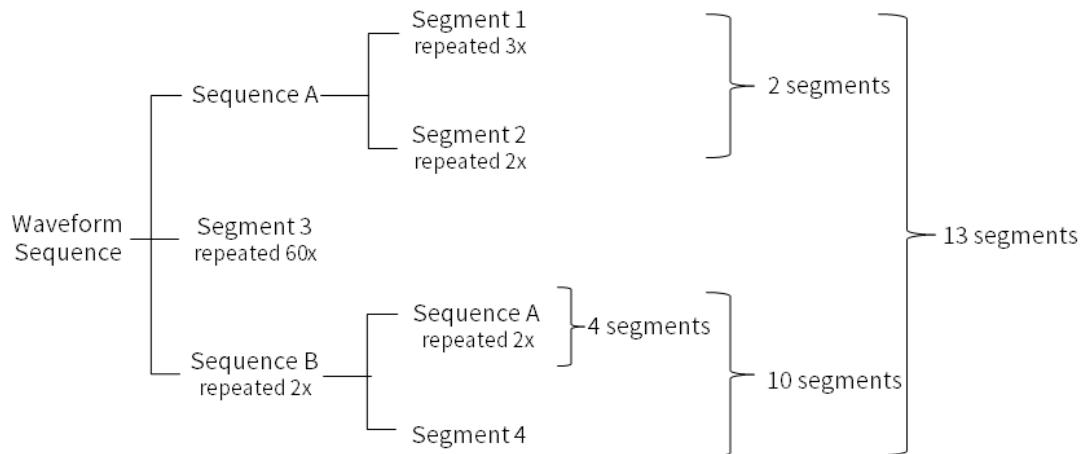 Segment 1
repeated 3x
Sequence A
2 segments
Segment 2
repeated 2x
Waveform
Sequence
Segment 3
repeated 60x
13 segments
Sequence A
repeated 2x
4 segments
Sequence B
repeated 2x
10 segments
Segment 4